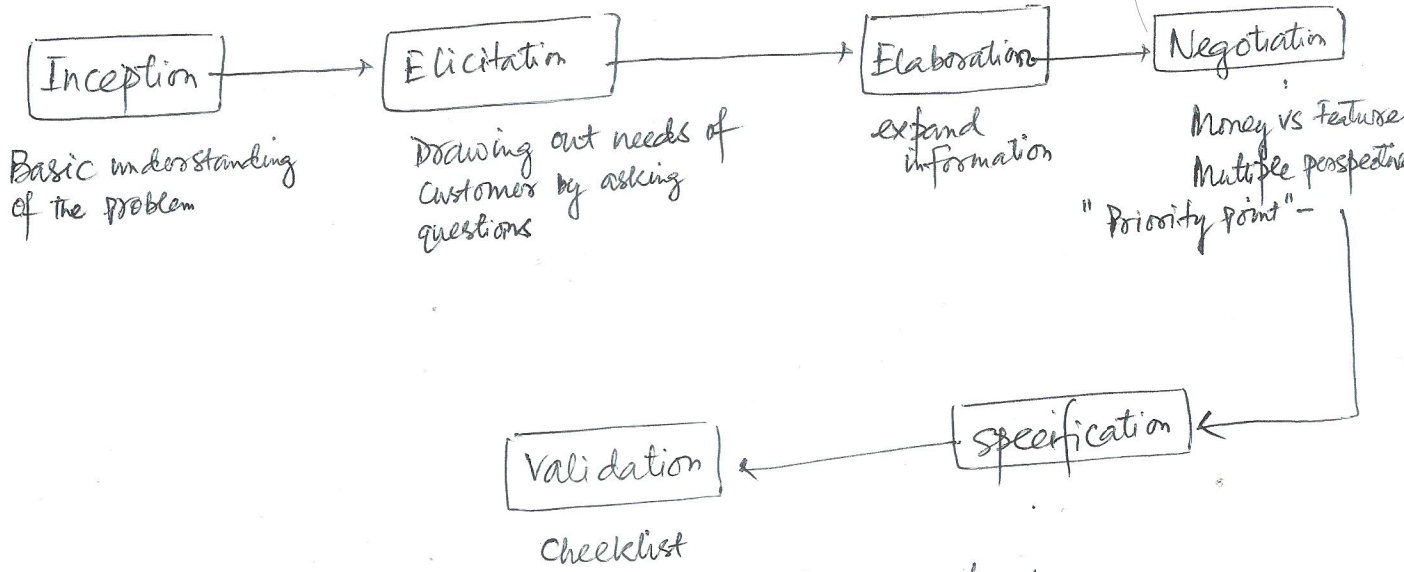 Inception
Elicitation
Elaboration
Negotiation
Basic understanding
of the problem
Drawing out needs of
Customer by asking
questions
expand
information
Money vs Feature
Multiple perspective
"Priority point" -
Specification
Validation
Checklist